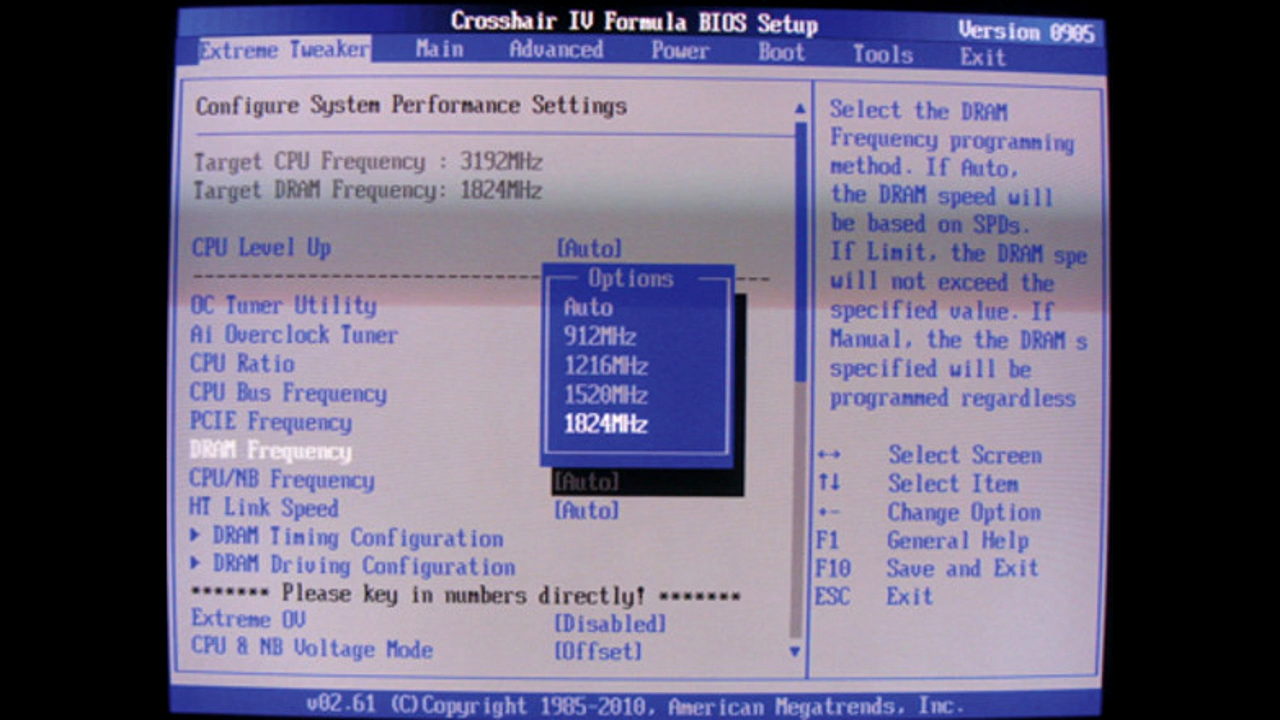 Crosshair IV Formula BIOS Setup
Version 0905
Extreme Tweaker Main Advanced Power Boot Tools Exit
Configure System Performance Settings
Target CPU Frequency : 3192MHz
Target DRAM Frequency: 1824MHz
CPU Level Up [Auto]
OC Tuner Utility
Ai Overclock Tuner
CPU Ratio
CPU Bus Frequency
PCIE Frequency
DRAM Frequency
CPU/NB Frequency [Auto]
HT Link Speed [Auto]
DRAM Timing Configuration
DRAM Driving Configuration
******* Please key in numbers directly! *******
Extreme OV [Disabled]
CPU & NB Voltage Mode [Offset]
Options
Auto
912MHz
1216MHz
1520MHz
1824MHz
Select the DRAM
Frequency programming
method. If Auto,
the DRAM speed will
be based on SPDs.
If Limit, the DRAM spe
will not exceed the
specified value. If
Manual, the the DRAM s
specified will be
programmed regardless
↔ Select Screen
↑↓ Select Item
+- Change Option
F1 General Help
F10 Save and Exit
ESC Exit
v02.61 (C)Copyright 1985-2010, American Megatrends, Inc.